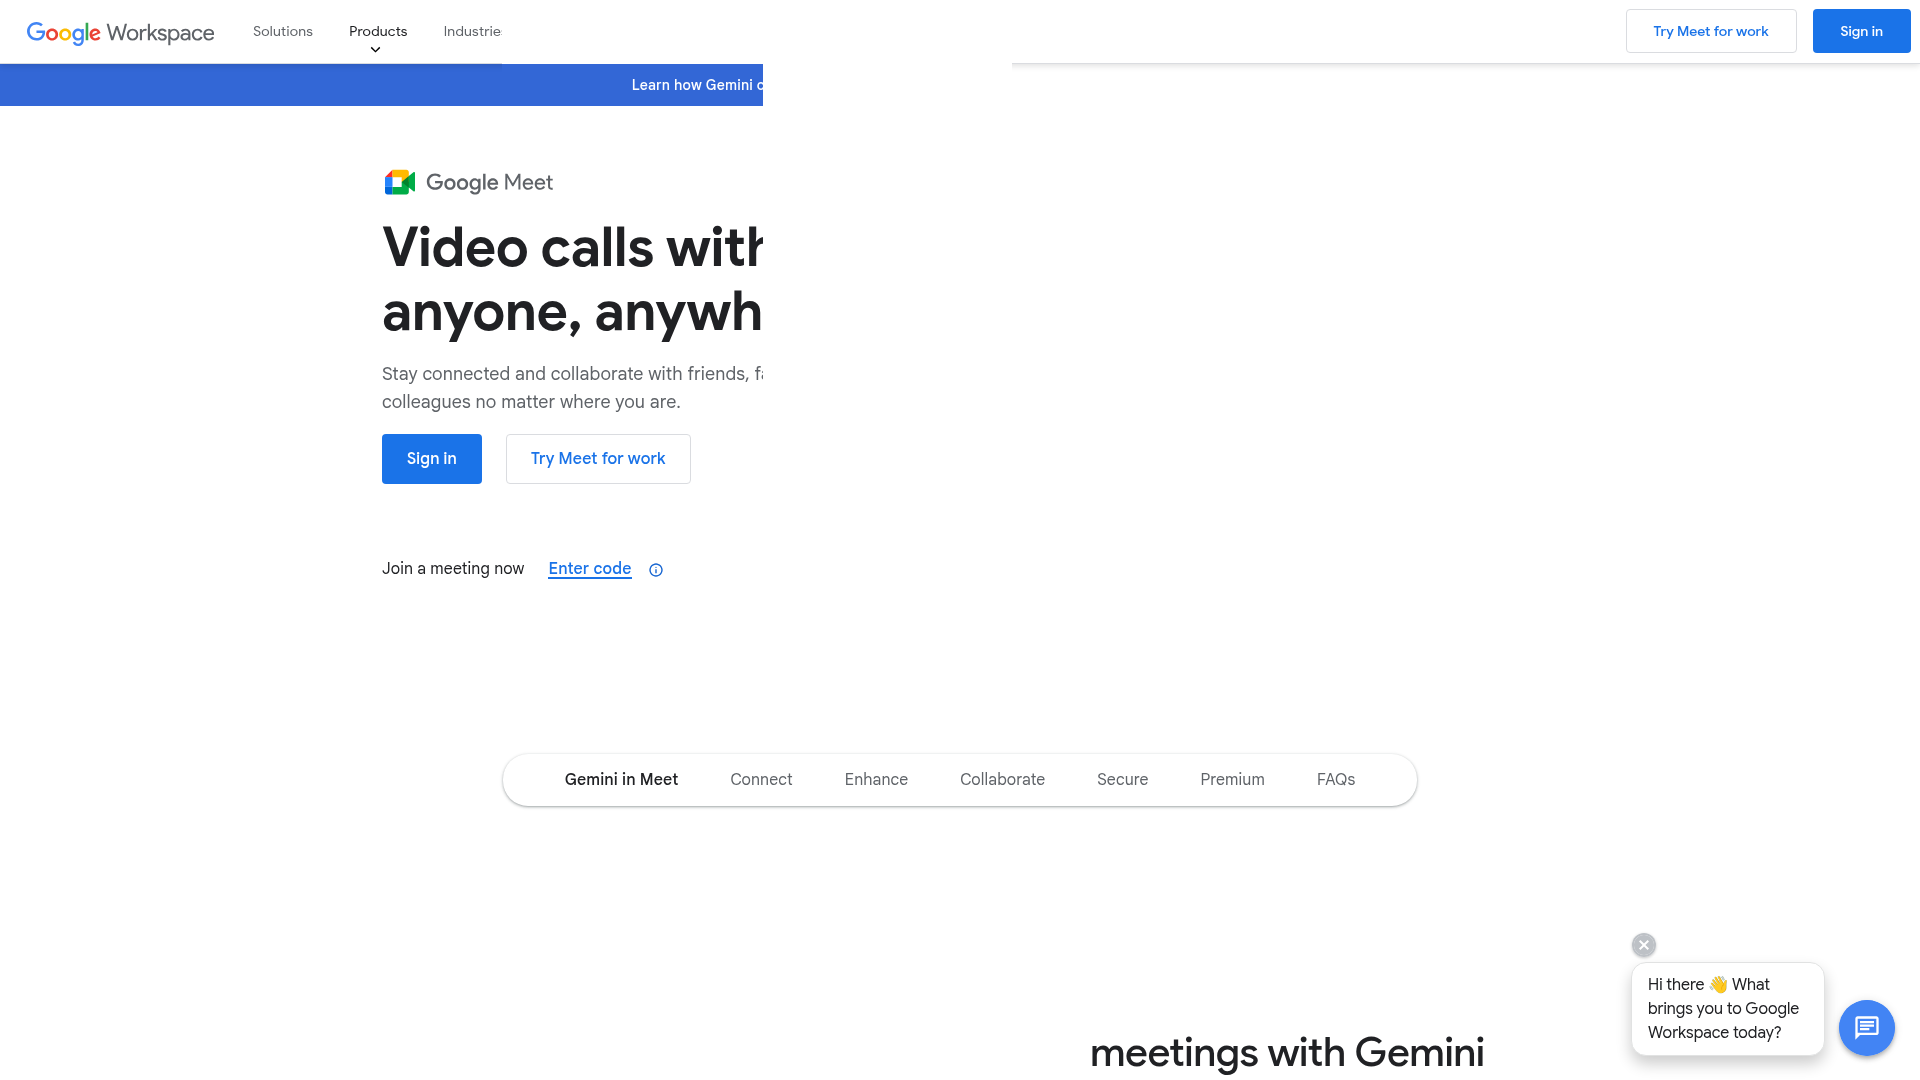 Google Workspace
Solutions
Products
Industrie
Try Meet for work
Sign in
Learn how Gemini
Google Meet
Video calls with
anyone, anywh
Stay connected and collaborate with friends,
colleagues no matter where you are.
Sign in
Try Meet for work
Join a meeting now
Enter code
Gemini in Meet
Connect
Enhance
Collaborate
Secure
Premium
FAQs
meetings with Gemini
Hi there 👋 What
brings you to Google
Workspace today?